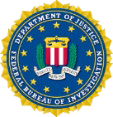 DEPARTMENT OF JUSTICE
FEDERAL BUREAU OF INVESTIGATION